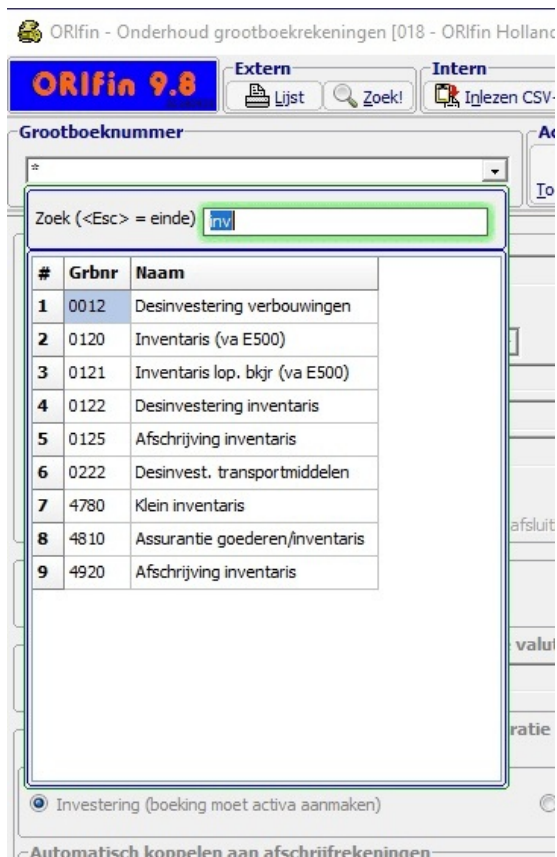 ORIfin - Onderhoud grootboekrekeningen [018 - ORIfin Holland
ORIfin 9.8
Extern
Lijst
Zoek!
Intern
Inlezen CSV-
Grootboeknummer
*
Zoek (<Esc> = einde) inv
# Grbnr Naam
1 0012 Desinvestering verbouwingen
2 0120 Inventaris (va E500)
3 0121 Inventaris lop. bkjr (va E500)
4 0122 Desinvestering inventaris
5 0125 Afschrijving inventaris
6 0222 Desinvest. transportmiddelen
7 4780 Klein inventaris
8 4810 Assurantie goederen/inventaris
9 4920 Afschrijving inventaris
afsluit
valut
ratie
Investering (boeking moet activa aanmaken)
Automatisch koppelen aan afschrijfrekeningen